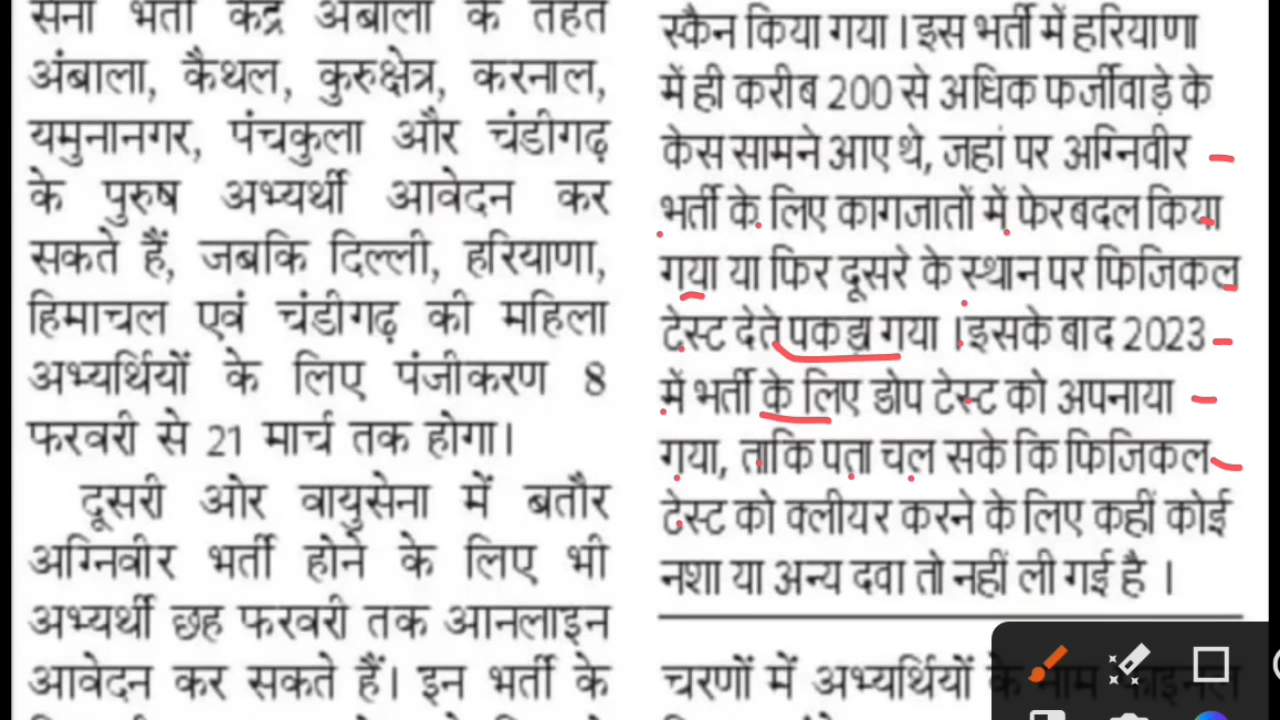 सेना भर्ती केंद्र अंबाला के तहत
अंबाला, कैथल, कुरुक्षेत्र, करनाल,
यमुनानगर, पंचकुला और चंडीगढ़
के पुरुष अभ्यर्थी आवेदन कर
सकते हैं, जबकि दिल्ली, हरियाणा,
हिमाचल एवं चंडीगढ़ की महिला
अभ्यर्थियों के लिए पंजीकरण 8
फरवरी से 21 मार्च तक होगा।
दूसरी ओर वायुसेना में बतौर
अग्निवीर भर्ती होने के लिए भी
अभ्यर्थी छह फरवरी तक आनलाइन
आवेदन कर सकते हैं। इन भर्ती के
स्कैन किया गया । इस भर्ती में हरियाणा
में ही करीब 200 से अधिक फर्जीवाड़े के
केस सामने आए थे, जहां पर अग्निवीर
भर्ती के लिए कागजातों में फेरबदल किया
गया या फिर दूसरे के स्थान पर फिजिकल
टेस्ट देते पकड़ा गया । इसके बाद 2023
में भर्ती के लिए डोप टेस्ट को अपनाया
गया, ताकि पता चल सके कि फिजिकल
टेस्ट को क्लीयर करने के लिए कहीं कोई
नशा या अन्य दवा तो नहीं ली गई है ।
चरणों में अभ्यर्थियों के नाम फाइनल